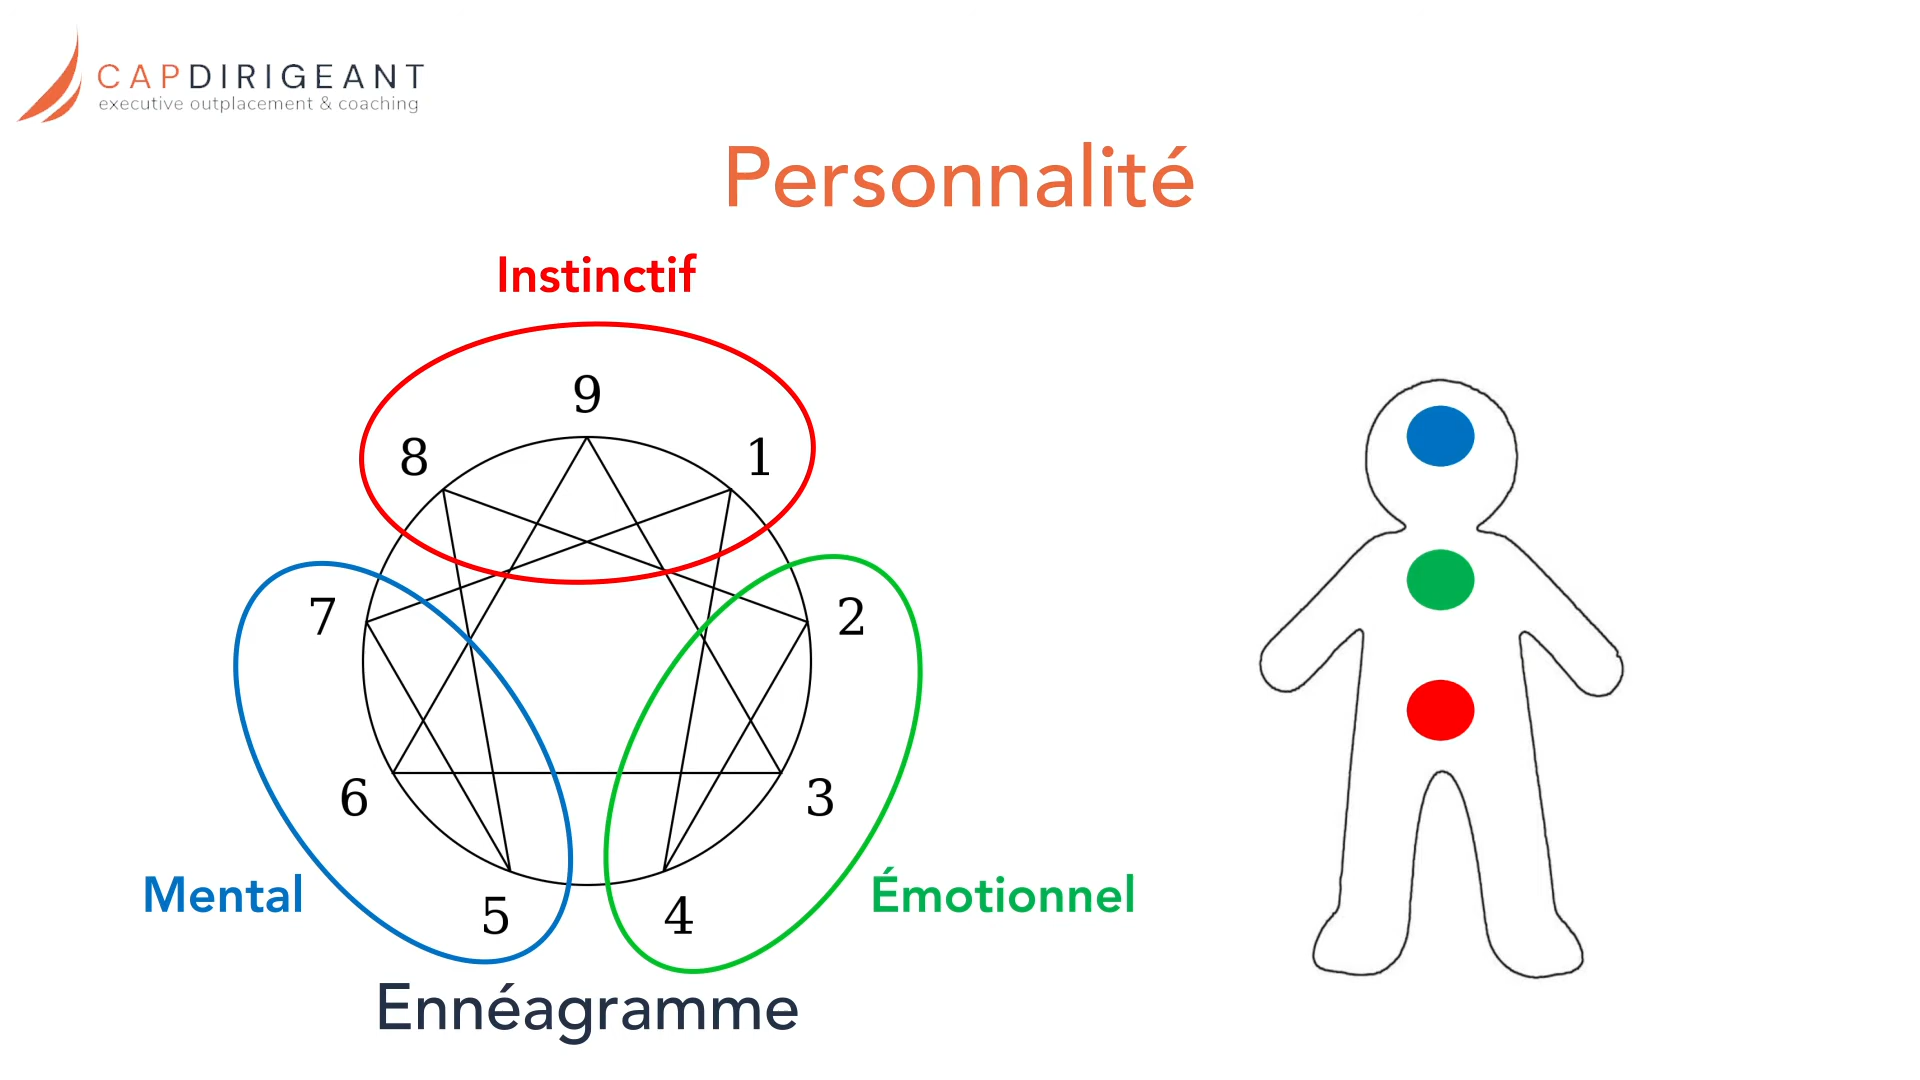 CAPDIRIGEANT
executive outplacement & coaching
Personnalité
Instinctif
9
8
1
7
2
6
3
Mental
Émotionnel
5
4
Ennéagramme